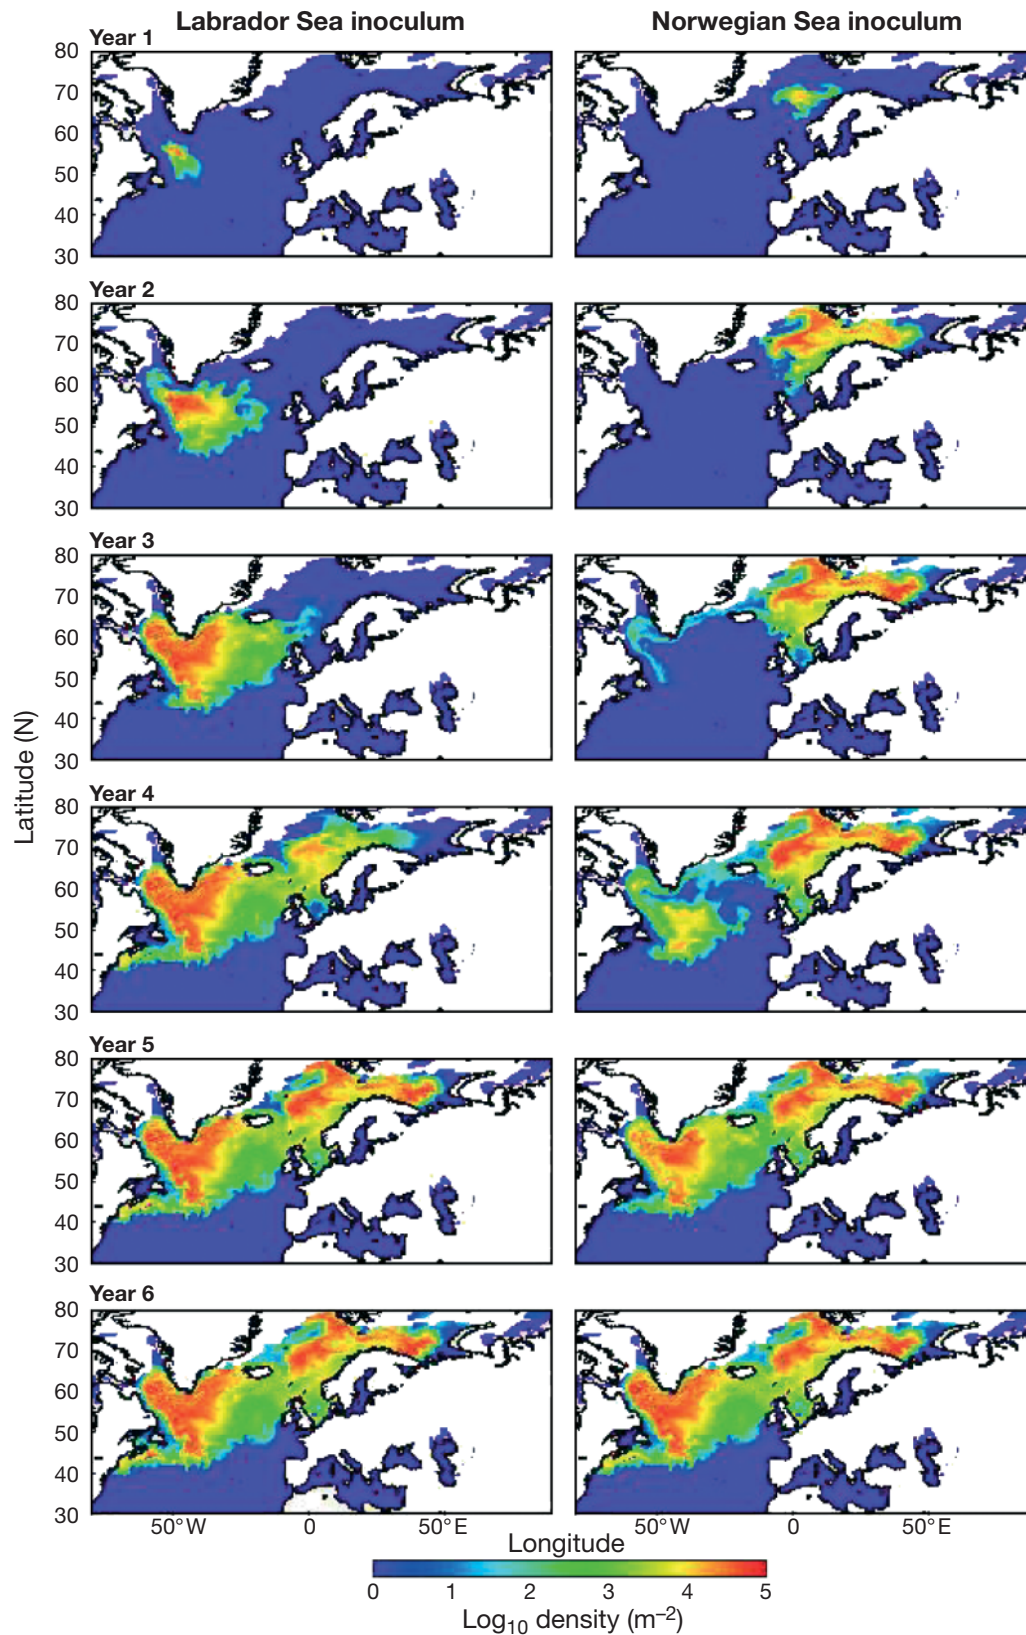 Labrador Sea inoculum
Norwegian Sea inoculum
Year 1
80
70
60
50
40
30
Year 2
80
70
60
50
40
30
Year 3
80
70
60
50
40
30
Latitude (N)
Year 4
80
70
60
50
40
30
Year 5
80
70
60
50
40
30
Year 6
80
70
60
50
40
30
50°W 0 50°E 50°W 0 50°E
Longitude
0 1 2 3 4 5
Log₁₀ density (m⁻²)